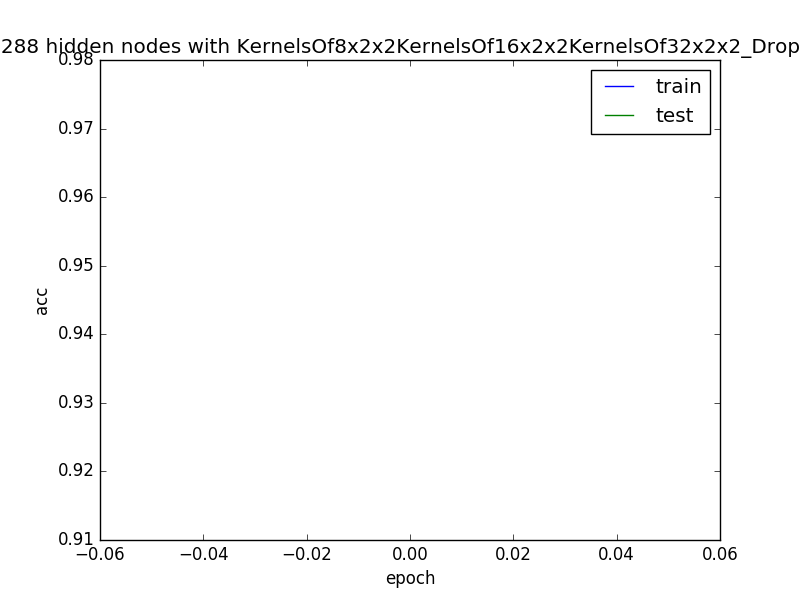 288 hidden nodes with KernelsOf8x2x2KernelsOf16x2x2KernelsOf32x2x2_Drop
train
test
0.98
0.97
0.96
0.95
0.94
0.93
0.92
0.91
acc
−0.06 −0.04 −0.02 0.00 0.02 0.04 0.06
epoch